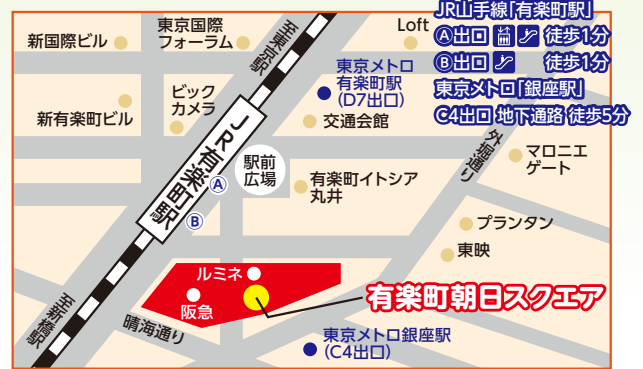 JR山手線｢有楽町駅｣
Ⓐ出口 徒歩1分
Ⓑ出口 徒歩1分
東京メトロ｢銀座駅｣
C4出口 地下通路 徒歩5分
新国際ビル
東京国際
フォーラム
至東京駅
Loft
東京メトロ
有楽町駅
(D7出口)
ビック
カメラ
新有楽町ビル
交通会館
外堀通り
マロニエ
ゲート
JR有楽町駅
駅前
広場
Ⓐ
有楽町イトシア
丸井
Ⓑ
プランタン
東映
ルミネ
阪急
有楽町朝日スクエア
至新橋駅
晴海通り
東京メトロ銀座駅
(C4出口)